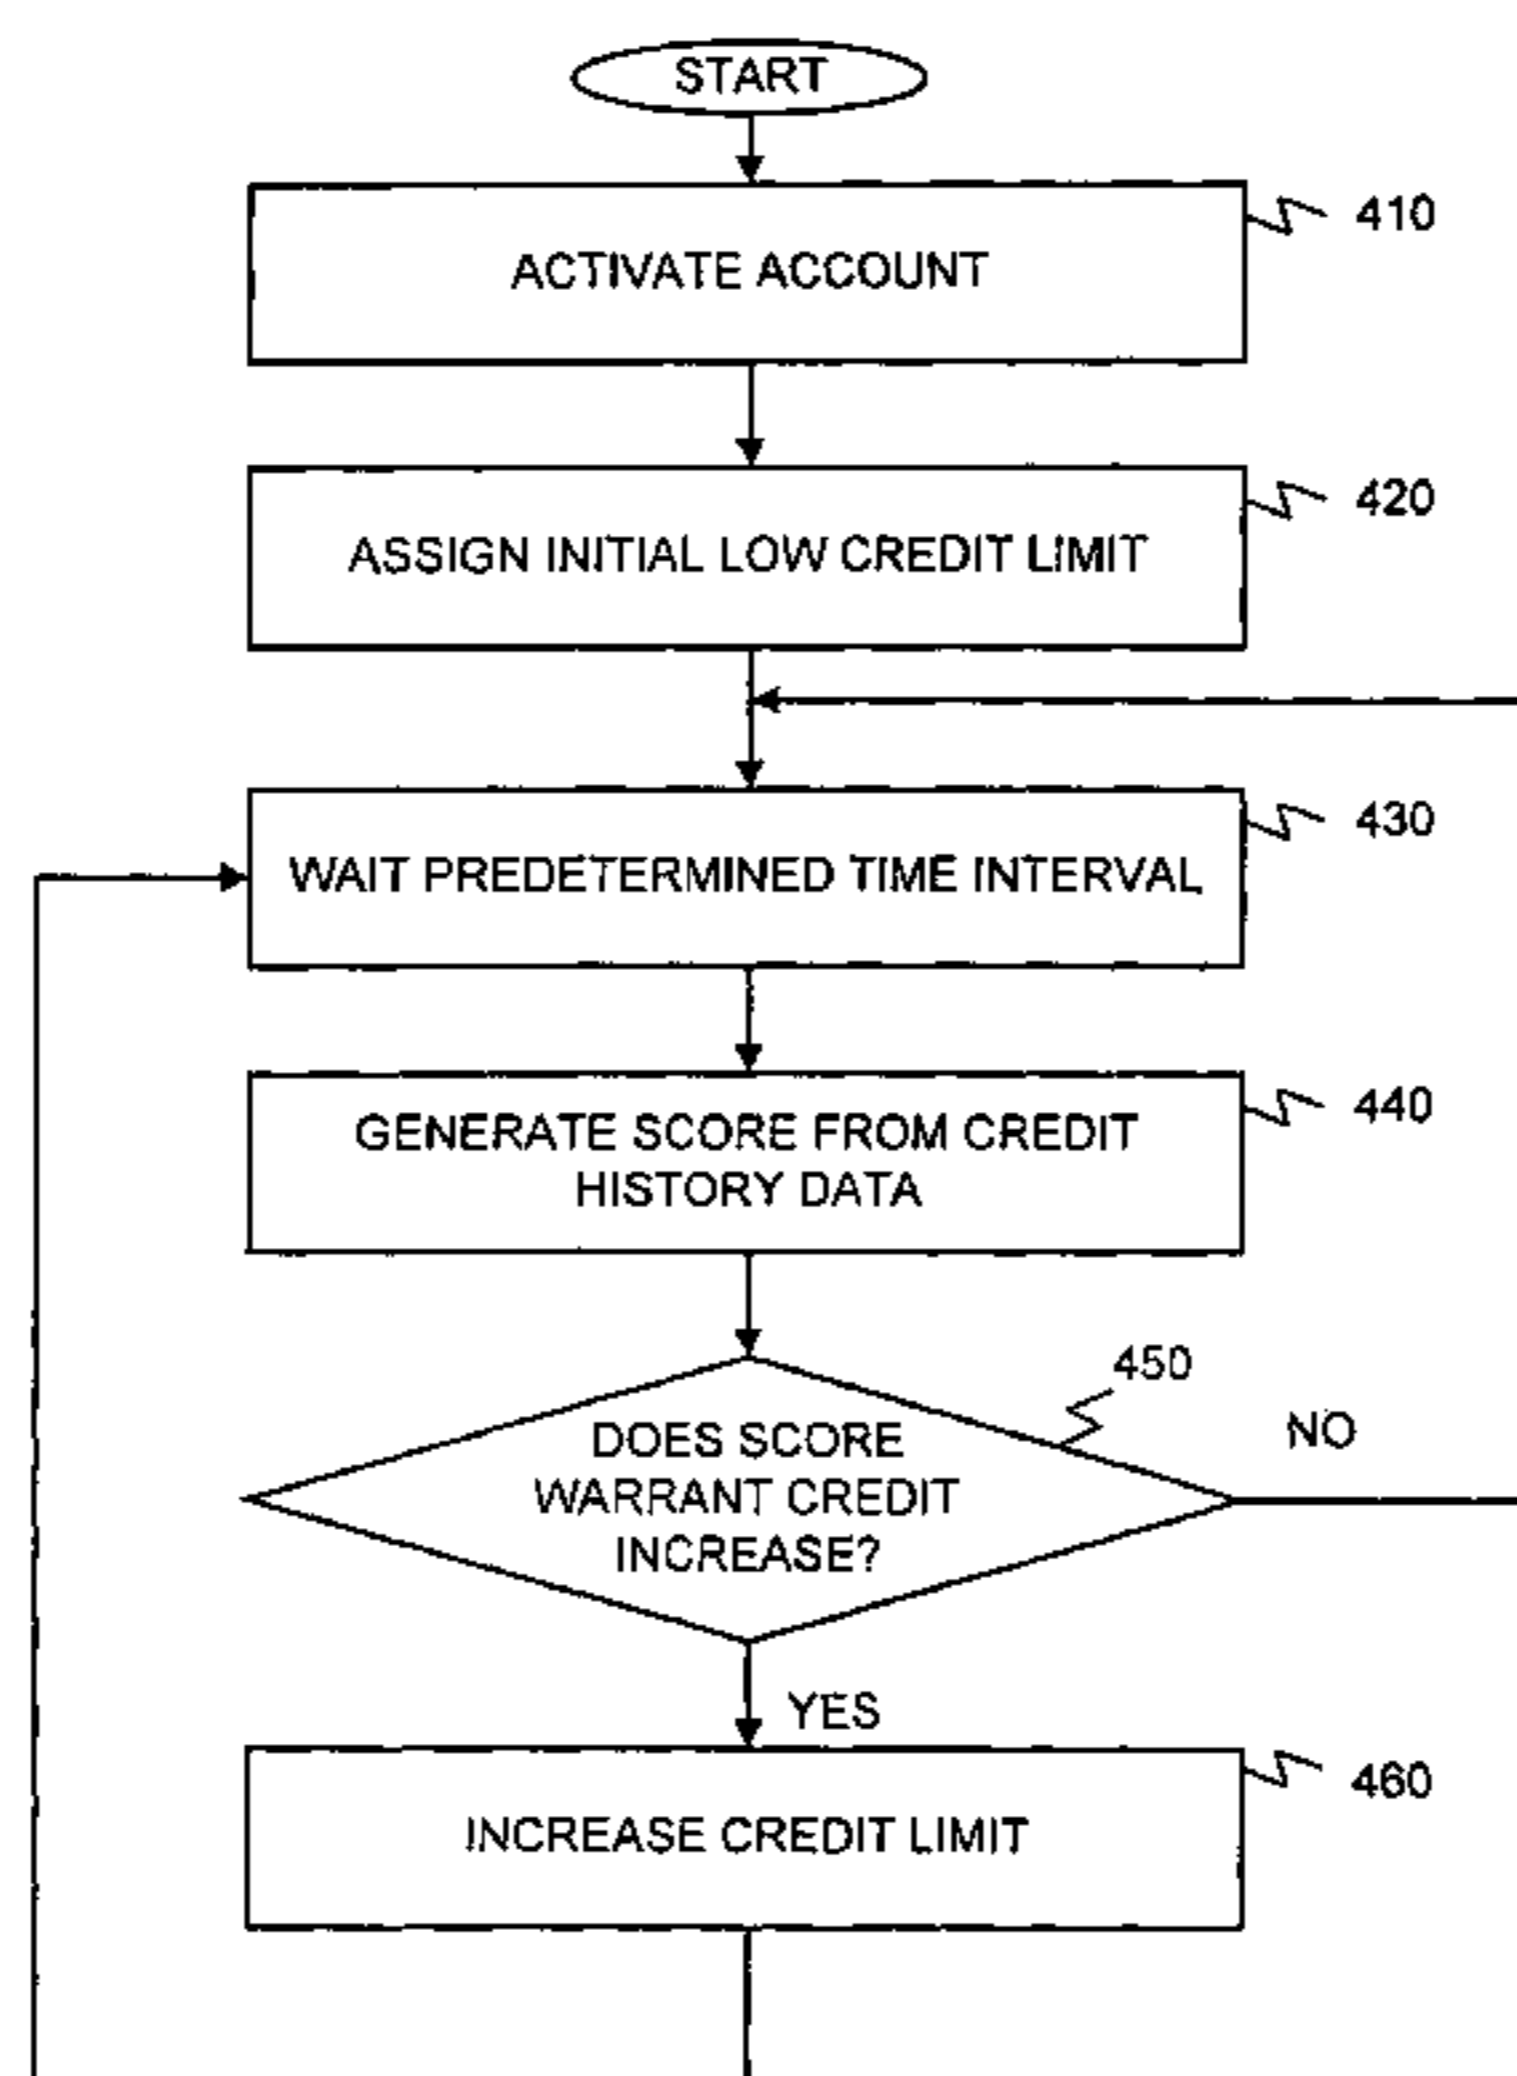 START
410
ACTIVATE ACCOUNT
420
ASSIGN INITIAL LOW CREDIT LIMIT
430
WAIT PREDETERMINED TIME INTERVAL
440
GENERATE SCORE FROM CREDIT
HISTORY DATA
450
DOES SCORE
WARRANT CREDIT
INCREASE?
NO
YES
460
INCREASE CREDIT LIMIT